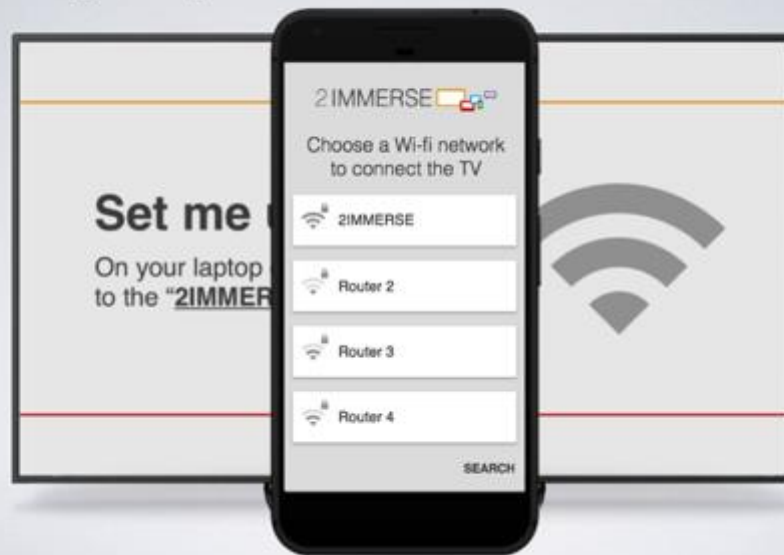 2IMMERSE
Choose a Wi-fi network
to connect the TV
2IMMERSE
Router 2
Router 3
Router 4
SEARCH
Set me
On your laptop
to the "2IMMER